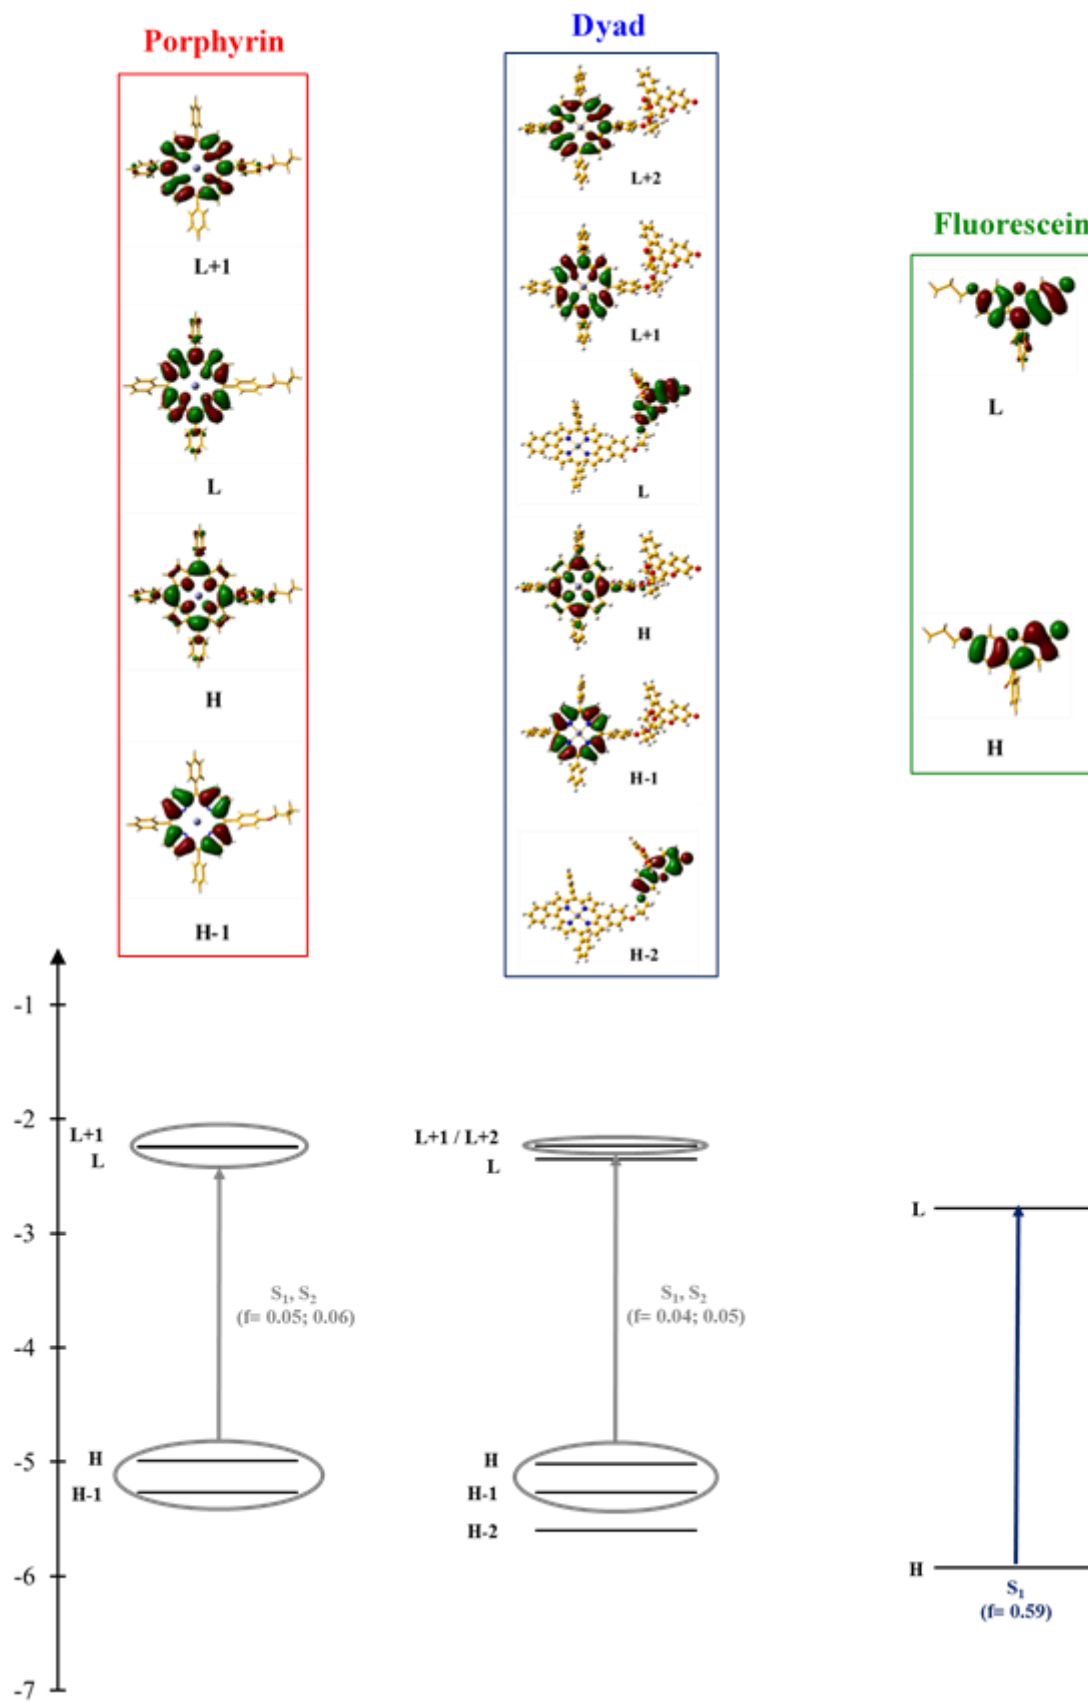 Porphyrin
L+1
L
H
H-1
Dyad
L+2
L+1
L
H
H-1
H-2
Fluorescein
L
H
-1
-2
-3
-4
-5
-6
-7
L+1
L
S₁, S₂
(f= 0.05; 0.06)
H
H-1
L+1 / L+2
L
S₁, S₂
(f= 0.04; 0.05)
H
H-1
H-2
L
H
S₁
(f= 0.59)